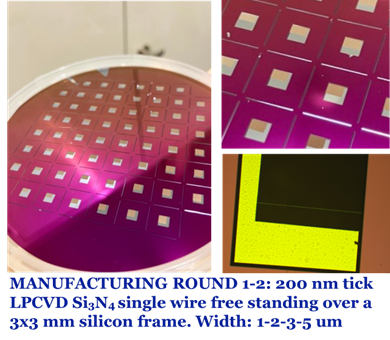 MANUFACTURING ROUND 1-2: 200 nm tick
LPCVD Si₃N₄ single wire free standing over a
3x3 mm silicon frame. Width: 1-2-3-5 um